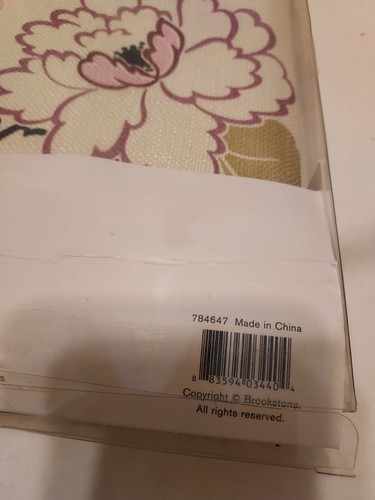 784647 Made in China
8 83594 03440 4
s.
Copyright © Brookstone.
All rights reserved.